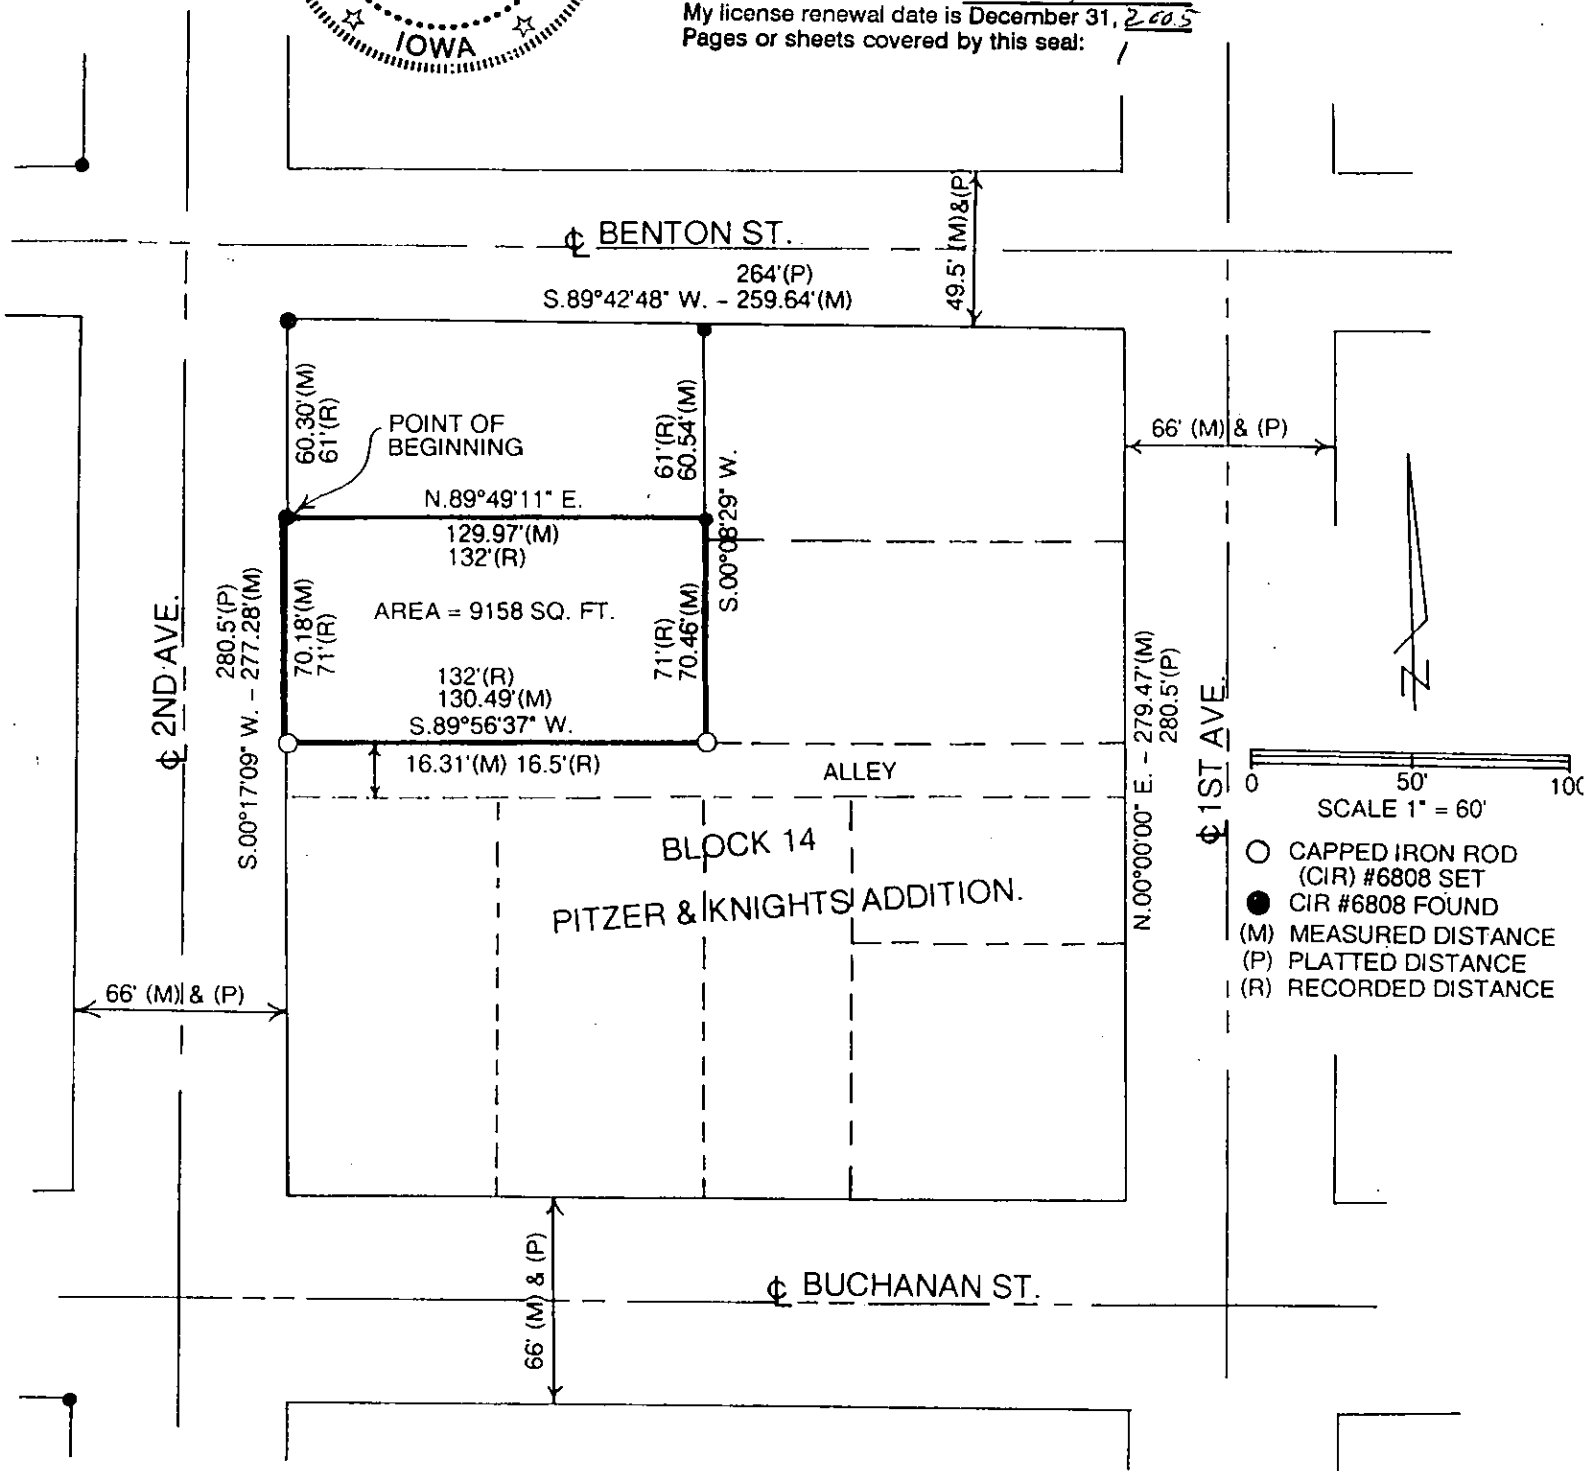 IOWA
My license renewal date is December 31, 2005
Pages or sheets covered by this seal:
1
℄ BENTON ST.
264'(P)
S.89°42'48" W. - 259.64'(M)
49.5' (M)&(P)
60.30'(M)
61'(R)
POINT OF
BEGINNING
61'(R)
60.54'(M)
S.00°08'29" W.
66' (M) & (P)
N.89°49'11" E.
129.97'(M)
132'(R)
AREA = 9158 SQ. FT.
280.5'(P)
S.00°17'09" W. - 277.28'(M)
70.18'(M)
71'(R)
71'(R)
70.46'(M)
℄ 2ND AVE.
132'(R)
130.49'(M)
S.89°56'37" W.
16.31'(M) 16.5'(R)
ALLEY
N.00°00'00" E. - 279.47'(M)
280.5'(P)
℄ 1ST AVE.
N
0 50' 100
SCALE 1" = 60'
BLOCK 14
PITZER & KNIGHTS ADDITION.
CAPPED IRON ROD
(CIR) #6808 SET
CIR #6808 FOUND
(M) MEASURED DISTANCE
(P) PLATTED DISTANCE
(R) RECORDED DISTANCE
66' (M) & (P)
66' (M) & (P)
℄ BUCHANAN ST.